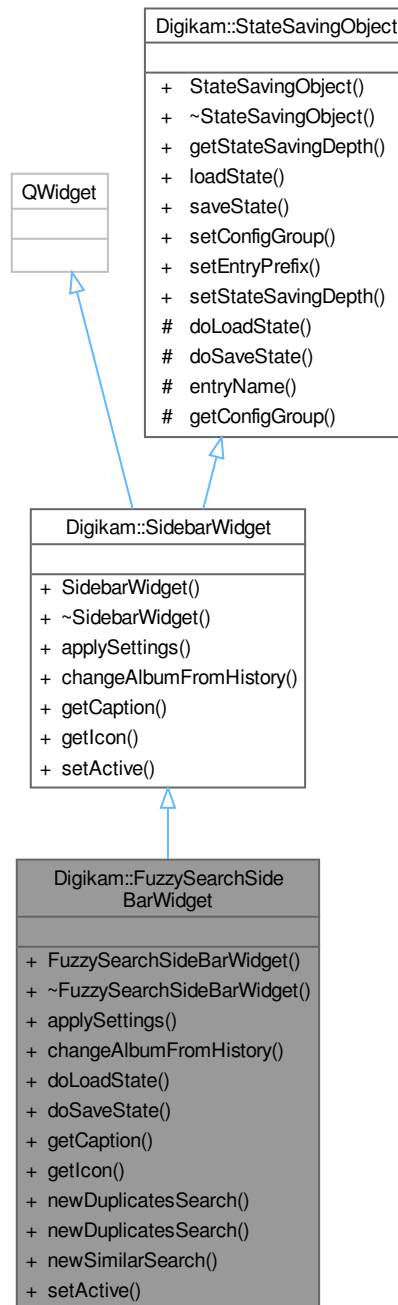 Digikam::StateSavingObject
+ StateSavingObject()
+ ~StateSavingObject()
+ getStateSavingDepth()
+ loadState()
+ saveState()
+ setConfigGroup()
+ setEntryPrefix()
+ setStateSavingDepth()
# doLoadState()
# doSaveState()
# entryName()
# getConfigGroup()
QWidget
Digikam::SidebarWidget
+ SidebarWidget()
+ ~SidebarWidget()
+ applySettings()
+ changeAlbumFromHistory()
+ getCaption()
+ getIcon()
+ setActive()
Digikam::FuzzySearchSide
BarWidget
+ FuzzySearchSideBarWidget()
+ ~FuzzySearchSideBarWidget()
+ applySettings()
+ changeAlbumFromHistory()
+ doLoadState()
+ doSaveState()
+ getCaption()
+ getIcon()
+ newDuplicatesSearch()
+ newDuplicatesSearch()
+ newSimilarSearch()
+ setActive()